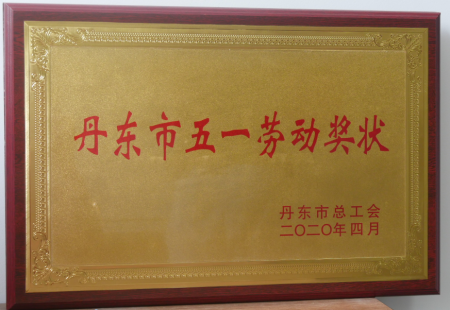 丹东市五一劳动奖状
丹东市总工会
二〇二〇年四月